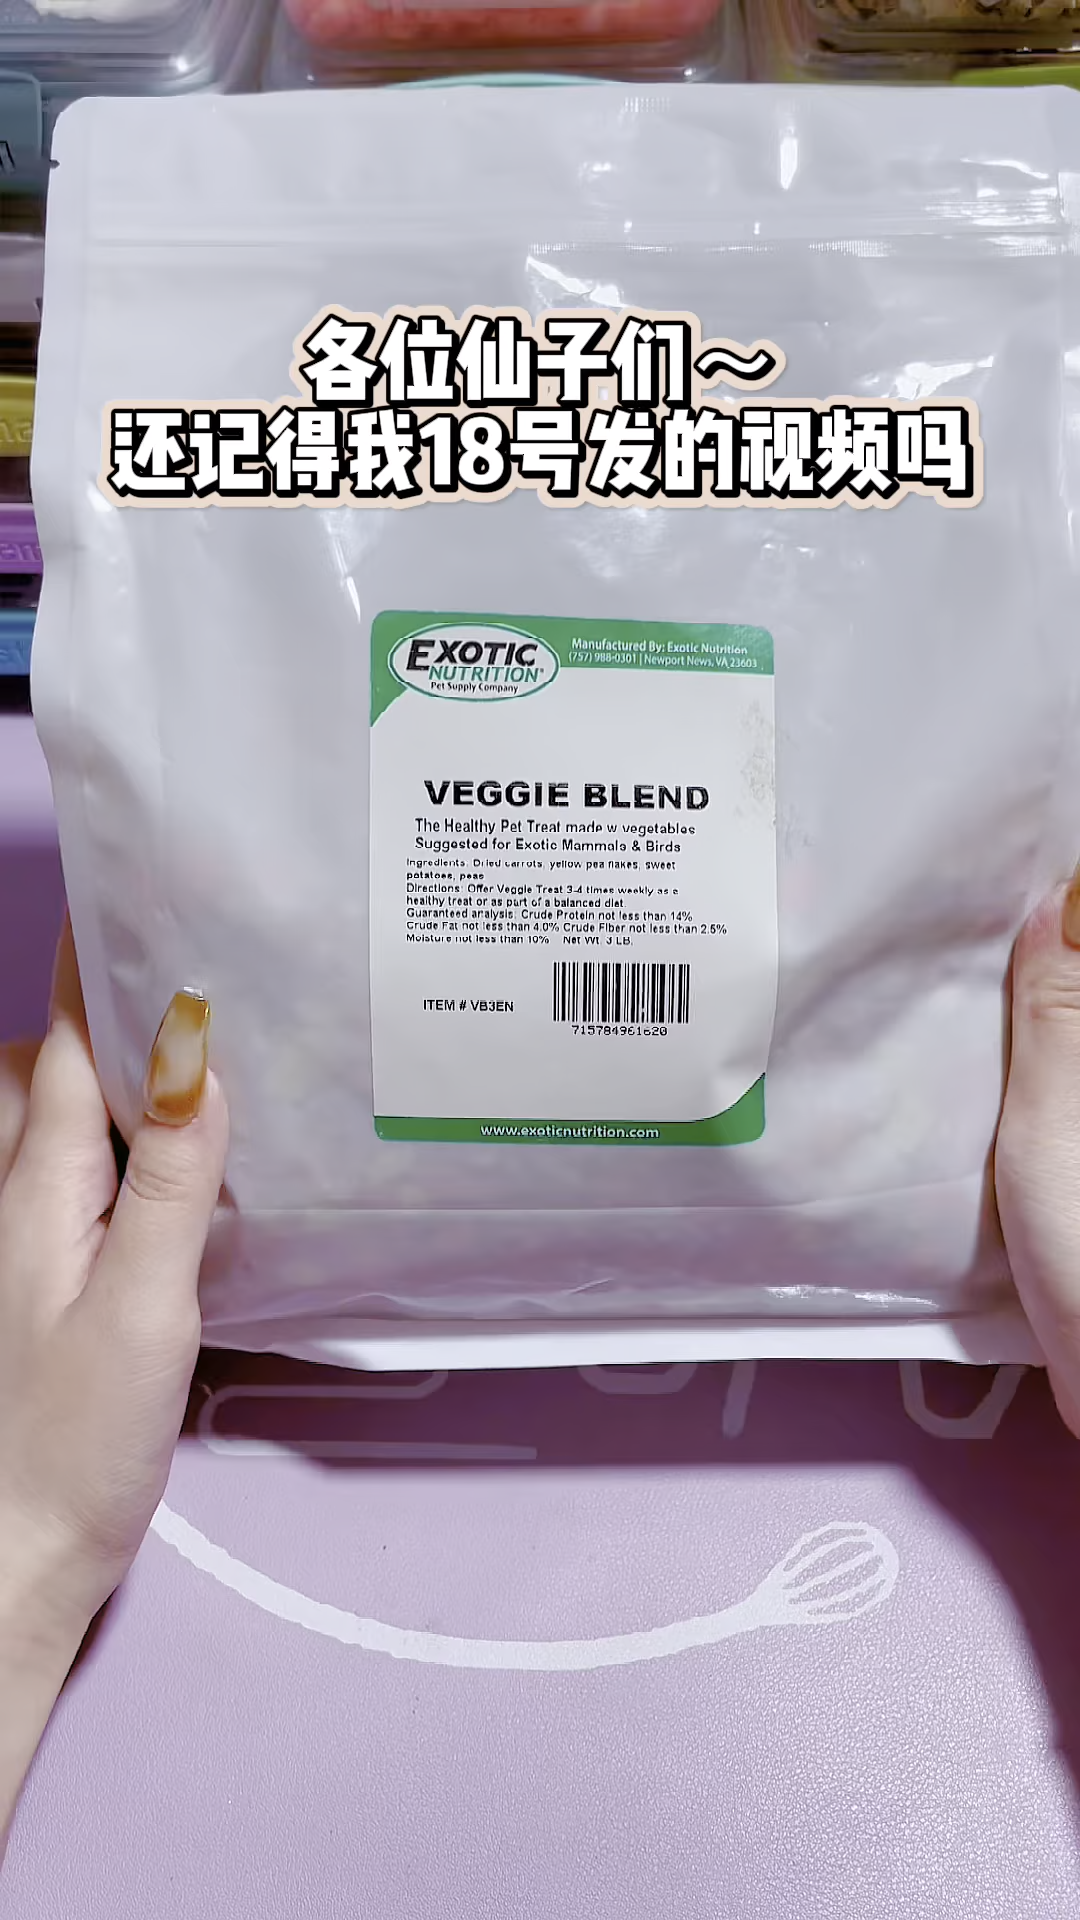 各位仙子们～
还记得我18号发的视频吗
EXOTIC
NUTRITION®
Pet Supply Company
Manufactured By: Exotic Nutrition
(757) 988-0301 | Newport News, VA 23603
VEGGIE BLEND
The Healthy Pet Treat made w vegetables
Suggested for Exotic Mammals & Birds
Ingredients: Dried carrots, yellow pea flakes, sweet
potatoes, peas
Directions: Offer Veggie Treat 3-4 times weekly as a
healthy treat or as part of a balanced diet.
Guaranteed analysis: Crude Protein not less than 14%
Crude Fat not less than 4.0% Crude Fiber not less than 2.5%
Moisture not less than 10% Net Wt. 3 LB.
ITEM # VB3EN
715784961620
www.exoticnutrition.com